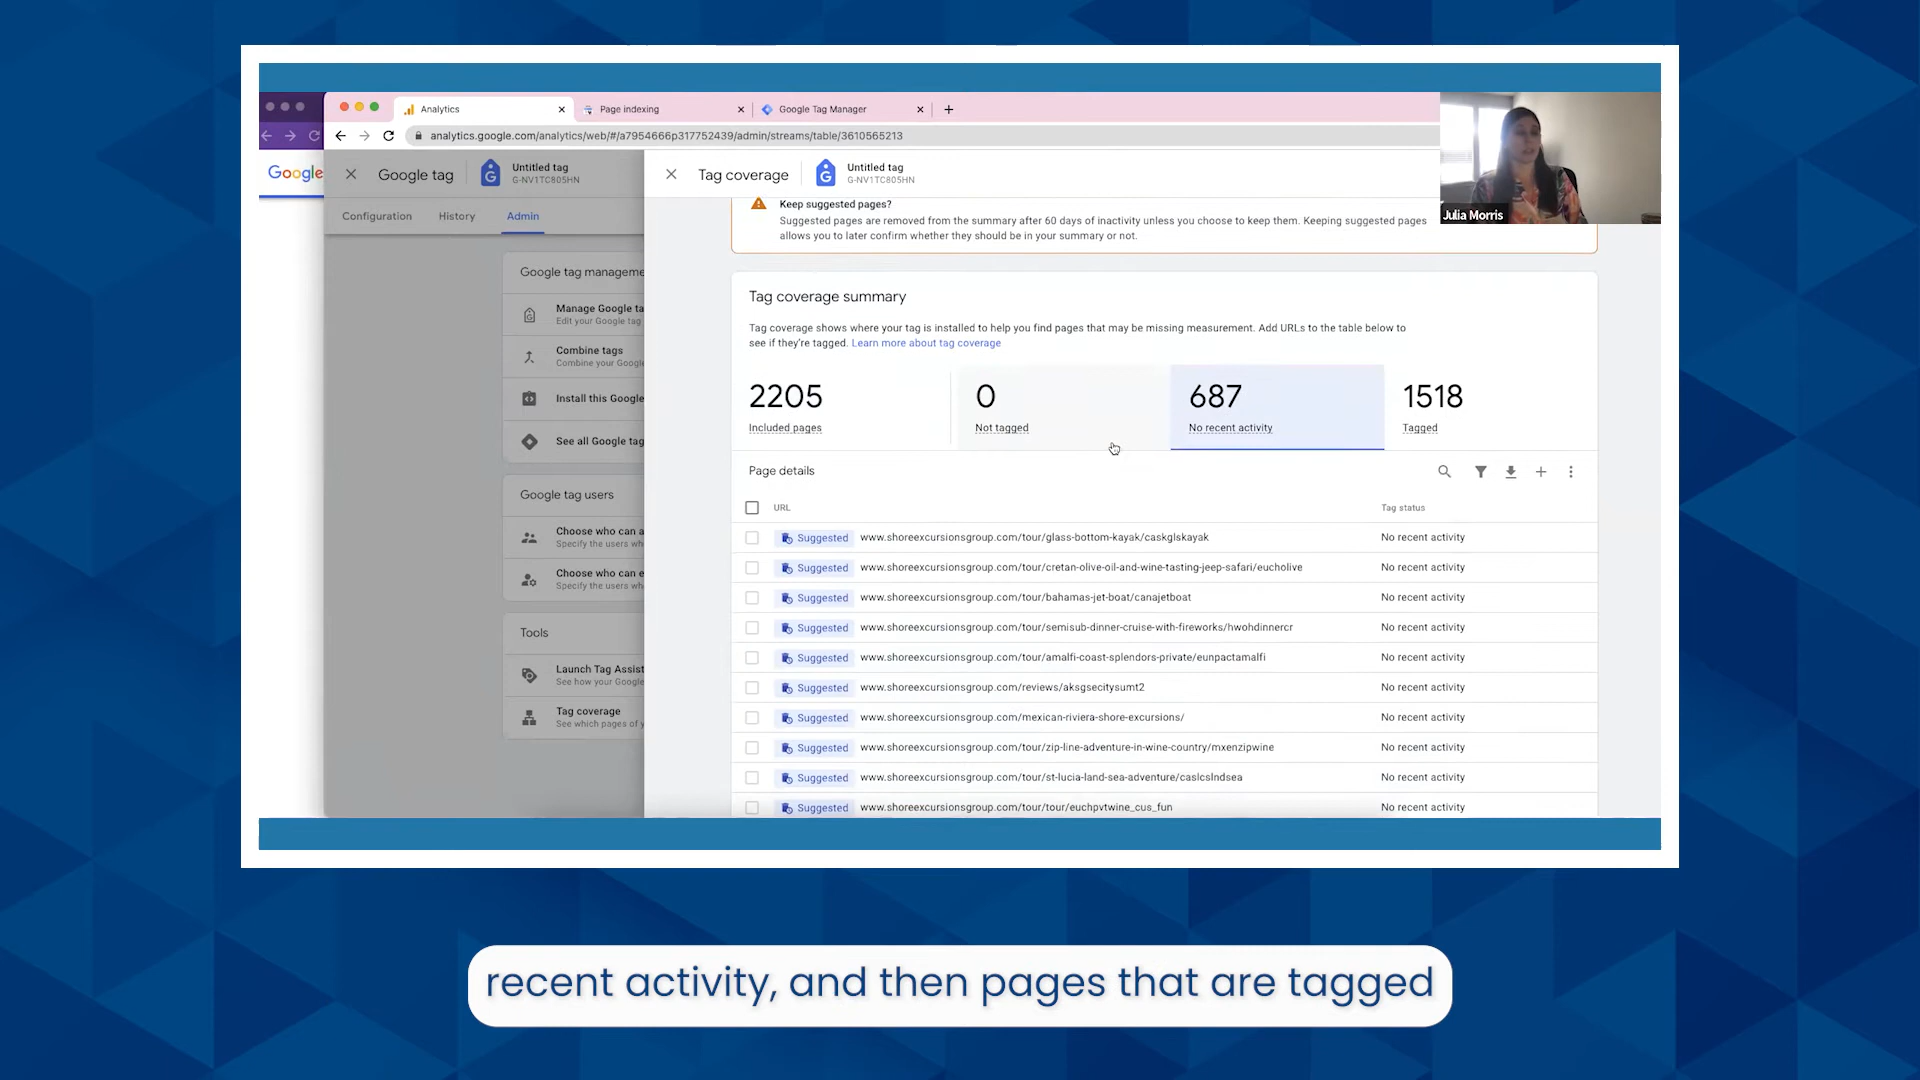 Analytics
Page indexing
Google Tag Manager
analytics.google.com/analytics/web/#/a7954666p317752439/admin/streams/table/3610565213
Google
Google tag
Untitled tag
G-NV1TC805HN
Configuration
History
Admin
Google tag manageme
Manage Google ta
Edit your Google tag
Combine tags
Combine your Google
Install this Google
See all Google tag
Google tag users
Choose who can a
Specify the users wh
Choose who can e
Specify the users wh
Tools
Launch Tag Assist
See how your Google
Tag coverage
See which pages of y
Tag coverage
Untitled tag
G-NV1TC805HN
Julia Morris
Keep suggested pages?
Suggested pages are removed from the summary after 60 days of inactivity unless you choose to keep them. Keeping suggested pages
allows you to later confirm whether they should be in your summary or not.
Tag coverage summary
Tag coverage shows where your tag is installed to help you find pages that may be missing measurement. Add URLs to the table below to
see if they're tagged. Learn more about tag coverage
2205
Included pages
0
Not tagged
687
No recent activity
1518
Tagged
Page details
URL
Tag status
Suggested www.shoreexcursionsgroup.com/tour/glass-bottom-kayak/caskglskayak No recent activity
Suggested www.shoreexcursionsgroup.com/tour/cretan-olive-oil-and-wine-tasting-jeep-safari/eucholive No recent activity
Suggested www.shoreexcursionsgroup.com/tour/bahamas-jet-boat/canajetboat No recent activity
Suggested www.shoreexcursionsgroup.com/tour/semisub-dinner-cruise-with-fireworks/hwohdinnercr No recent activity
Suggested www.shoreexcursionsgroup.com/tour/amalfi-coast-splendors-private/eunpactamalfi No recent activity
Suggested www.shoreexcursionsgroup.com/reviews/aksgsecitysumt2 No recent activity
Suggested www.shoreexcursionsgroup.com/mexican-riviera-shore-excursions/ No recent activity
Suggested www.shoreexcursionsgroup.com/tour/zip-line-adventure-in-wine-country/mxenzipwine No recent activity
Suggested www.shoreexcursionsgroup.com/tour/st-lucia-land-sea-adventure/caslcslndsea No recent activity
Suggested www.shoreexcursionsgroup.com/tour/tour/euchpvtwine_cus_fun No recent activity
recent activity, and then pages that are tagged